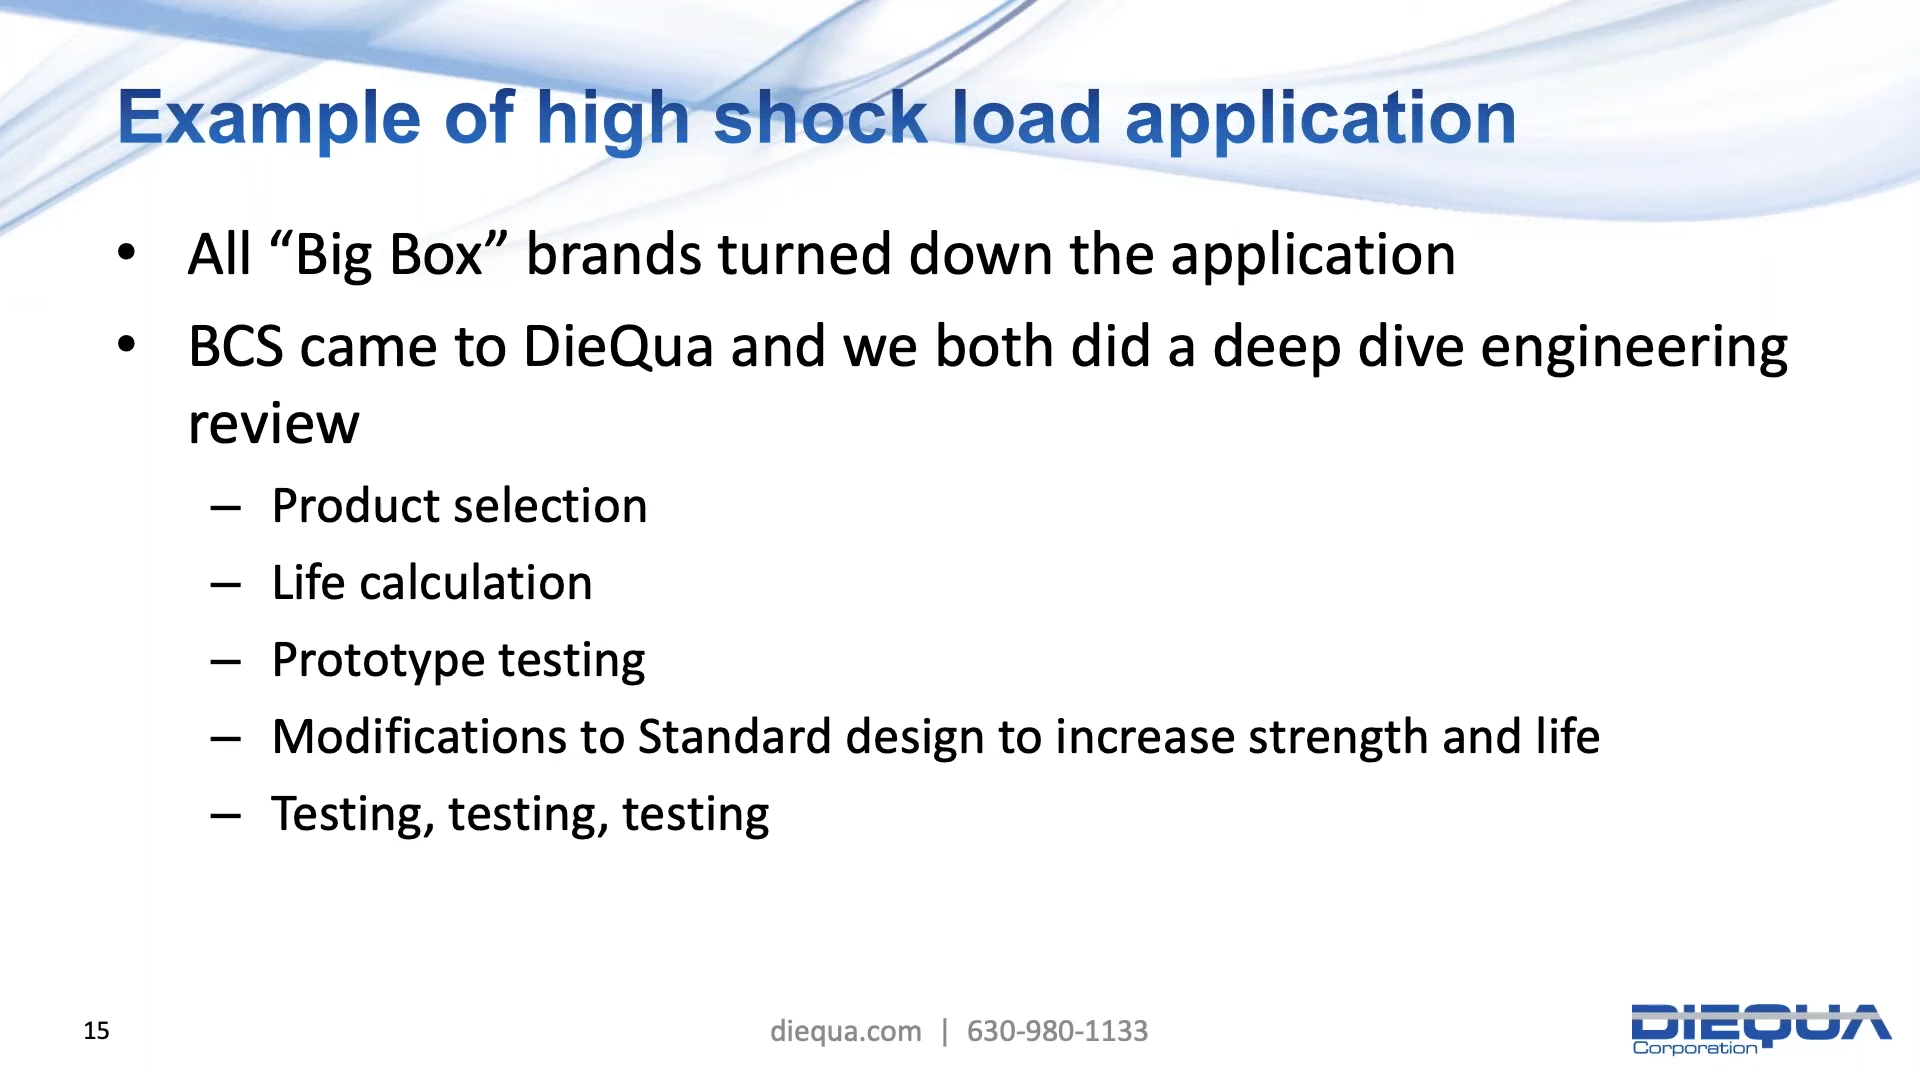 Example of high shock load application
• All “Big Box” brands turned down the application
• BCS came to DieQua and we both did a deep dive engineering
review
– Product selection
– Life calculation
– Prototype testing
– Modifications to Standard design to increase strength and life
– Testing, testing, testing
15
diequa.com | 630-980-1133
DIEQUA
Corporation